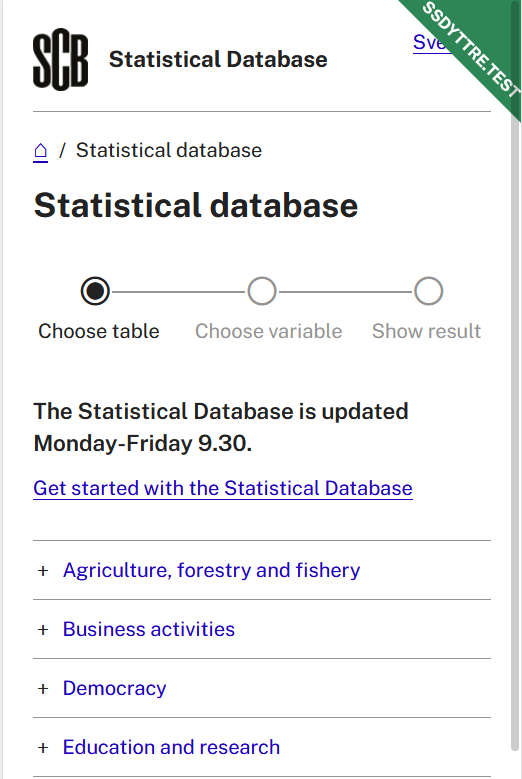 SCB
Statistical Database
Sve
SSDYTTRE.TEST
⌂ / Statistical database
Statistical database
Choose table
Choose variable
Show result
The Statistical Database is updated
Monday-Friday 9.30.
Get started with the Statistical Database
+ Agriculture, forestry and fishery
+ Business activities
+ Democracy
+ Education and research